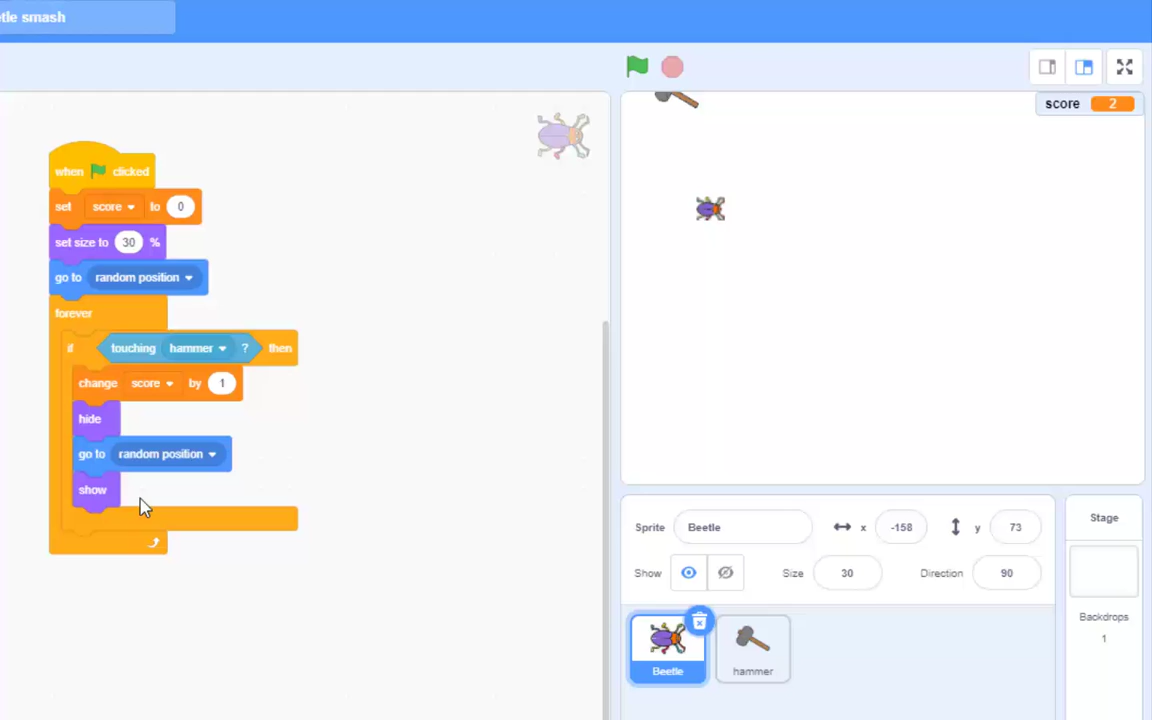 tle smash
when clicked
set score to 0
set size to 30 %
go to random position
forever
if touching hammer ? then
change score by 1
hide
go to random position
show
score 2
Sprite Beetle x -158 y 73
Show Size 30 Direction 90
Beetle
hammer
Stage
Backdrops
1